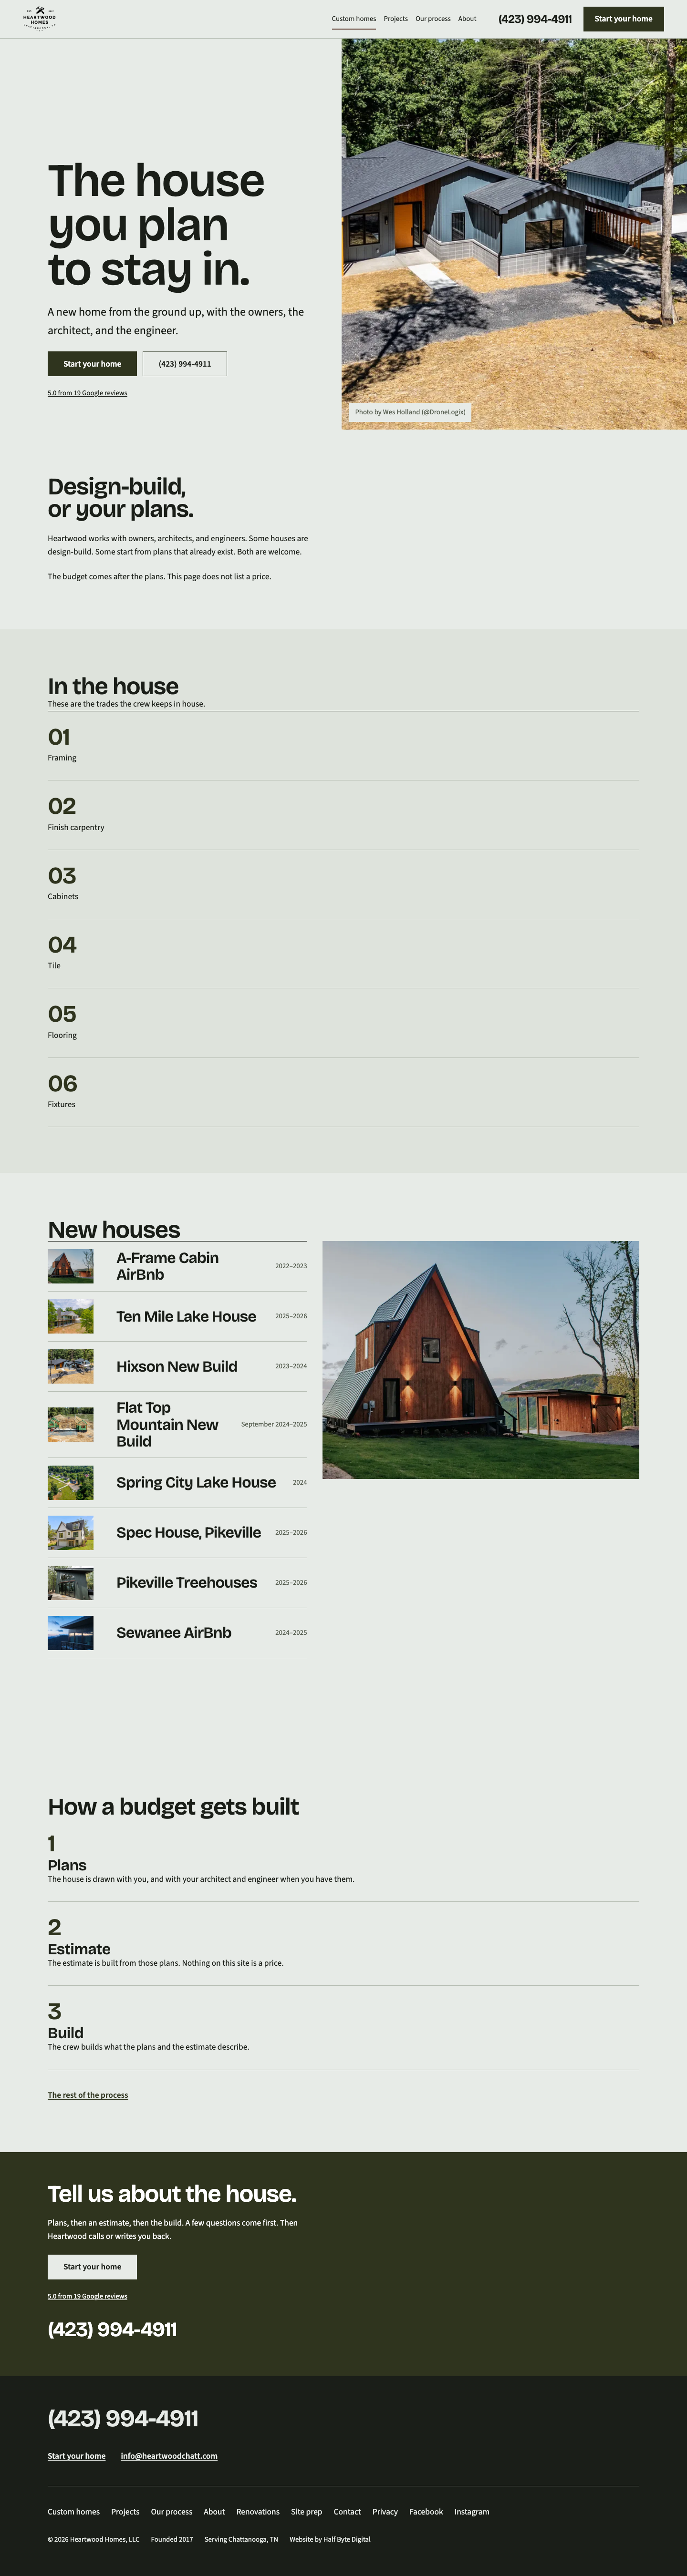 HEARTWOOD
HOMES
Custom homes
Projects
Our process
About
(423) 994-4911
Start your home
The house
you plan
to stay in.
A new home from the ground up, with the owners, the
architect, and the engineer.
Start your home
(423) 994-4911
5.0 from 19 Google reviews
Photo by Wes Holland (@DroneLogix)
Design-build,
or your plans.
Heartwood works with owners, architects, and engineers. Some houses are
design-build. Some start from plans that already exist. Both are welcome.
The budget comes after the plans. This page does not list a price.
In the house
These are the trades the crew keeps in house.
01
Framing
02
Finish carpentry
03
Cabinets
04
Tile
05
Flooring
06
Fixtures
New houses
A-Frame Cabin
AirBnb
2022–2023
Ten Mile Lake House
2025–2026
Hixson New Build
2023–2024
Flat Top
Mountain New
Build
September 2024–2025
Spring City Lake House
2024
Spec House, Pikeville
2025–2026
Pikeville Treehouses
2025–2026
Sewanee AirBnb
2024–2025
How a budget gets built
1
Plans
The house is drawn with you, and with your architect and engineer when you have them.
2
Estimate
The estimate is built from those plans. Nothing on this site is a price.
3
Build
The crew builds what the plans and the estimate describe.
The rest of the process
Tell us about the house.
Plans, then an estimate, then the build. A few questions come first. Then
Heartwood calls or writes you back.
Start your home
5.0 from 19 Google reviews
(423) 994-4911
(423) 994-4911
Start your home
info@heartwoodchatt.com
Custom homes
Projects
Our process
About
Renovations
Site prep
Contact
Privacy
Facebook
Instagram
© 2026 Heartwood Homes, LLC
Founded 2017
Serving Chattanooga, TN
Website by Half Byte Digital